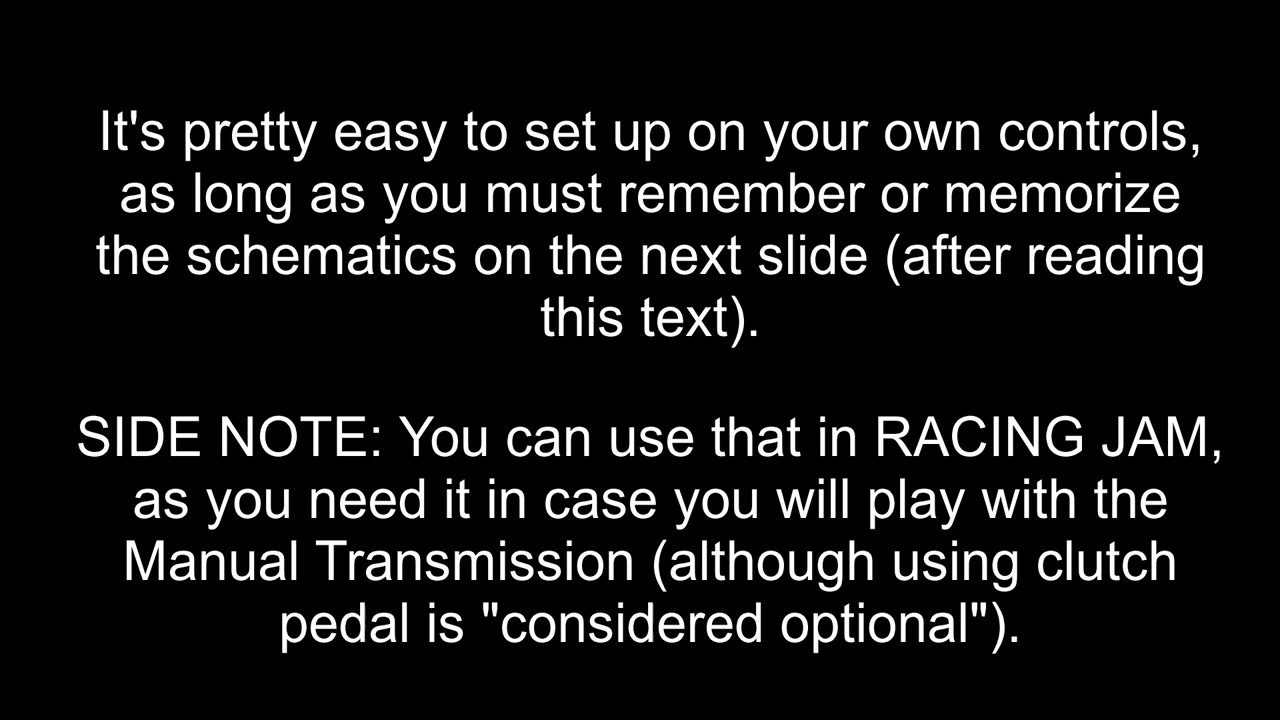 It's pretty easy to set up on your own controls,
as long as you must remember or memorize
the schematics on the next slide (after reading
this text).
SIDE NOTE: You can use that in RACING JAM,
as you need it in case you will play with the
Manual Transmission (although using clutch
pedal is "considered optional").